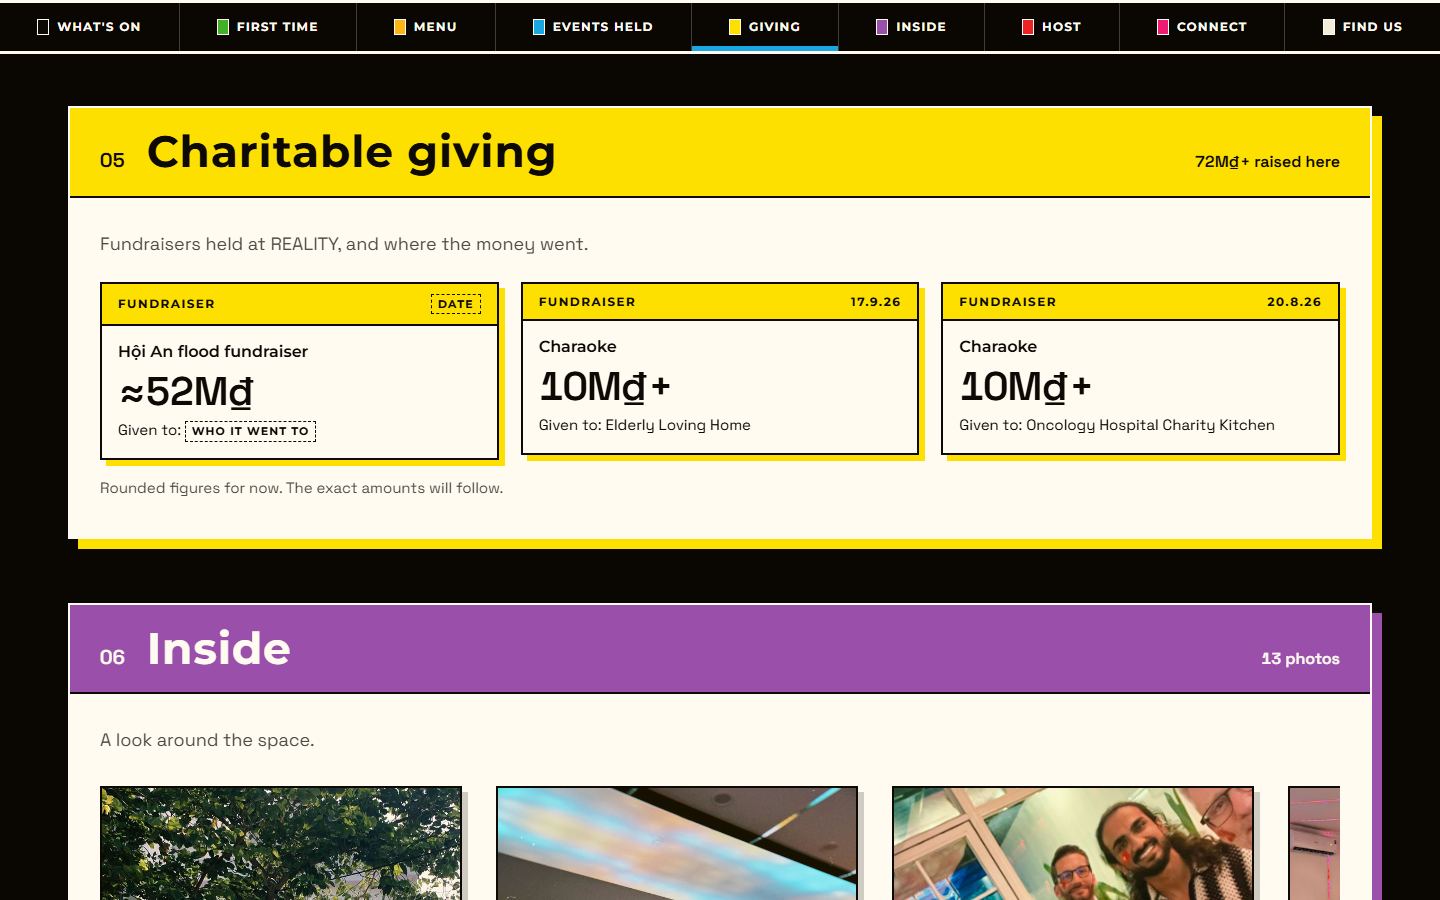 WHAT'S ON
FIRST TIME
MENU
EVENTS HELD
GIVING
INSIDE
HOST
CONNECT
FIND US
05 Charitable giving
72M₫+ raised here
Fundraisers held at REALITY, and where the money went.
FUNDRAISER DATE
Hội An flood fundraiser
≈52M₫
Given to: WHO IT WENT TO
FUNDRAISER 17.9.26
Charaoke
10M₫+
Given to: Elderly Loving Home
FUNDRAISER 20.8.26
Charaoke
10M₫+
Given to: Oncology Hospital Charity Kitchen
Rounded figures for now. The exact amounts will follow.
06 Inside
13 photos
A look around the space.